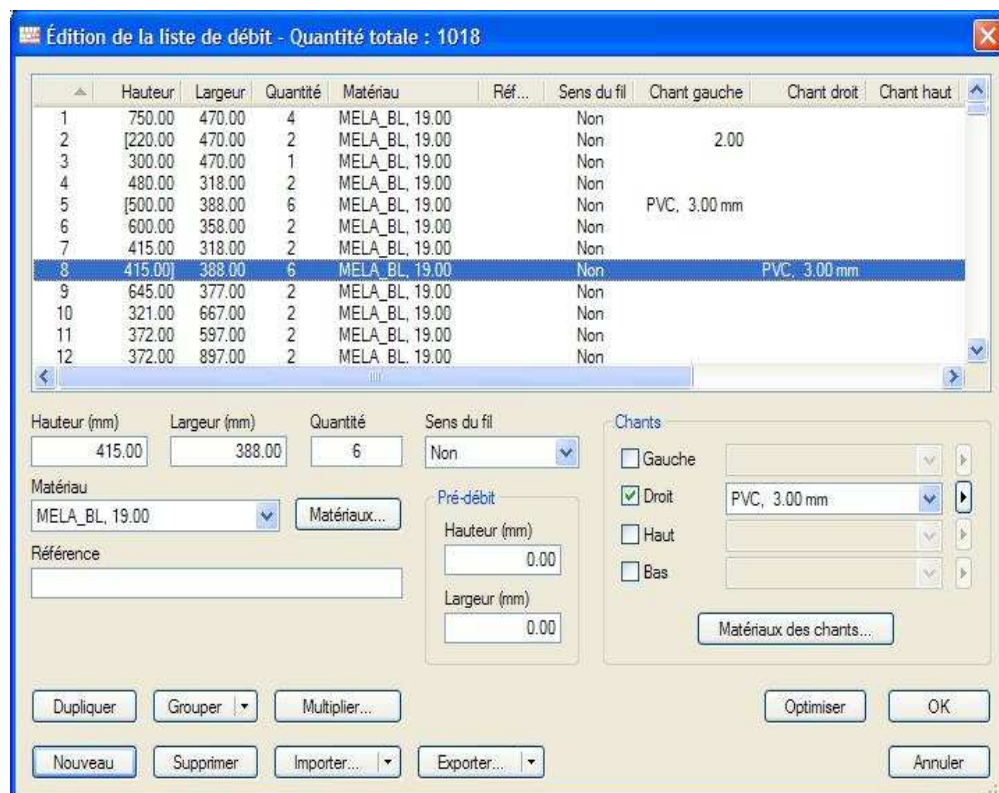 Édition de la liste de débit - Quantité totale : 1018
Hauteur Largeur Quantité Matériau Réf... Sens du fil Chant gauche Chant droit Chant haut
1 750.00 470.00 4 MELA_BL, 19.00 Non
2 [220.00 470.00 2 MELA_BL, 19.00 Non 2.00
3 300.00 470.00 1 MELA_BL, 19.00 Non
4 480.00 318.00 2 MELA_BL, 19.00 Non
5 [500.00 388.00 6 MELA_BL, 19.00 Non PVC, 3.00 mm
6 600.00 358.00 2 MELA_BL, 19.00 Non
7 415.00 318.00 2 MELA_BL, 19.00 Non
8 415.00] 388.00 6 MELA_BL, 19.00 Non PVC, 3.00 mm
9 645.00 377.00 2 MELA_BL, 19.00 Non
10 321.00 667.00 2 MELA_BL, 19.00 Non
11 372.00 597.00 2 MELA_BL, 19.00 Non
12 372.00 897.00 2 MELA_BL, 19.00 Non
Hauteur (mm) Largeur (mm) Quantité Sens du fil
415.00 388.00 6 Non
Matériau
MELA_BL, 19.00 Matériaux...
Référence
Pré-débit
Hauteur (mm)
0.00
Largeur (mm)
0.00
Chants
Gauche
Droit PVC, 3.00 mm
Haut
Bas
Matériaux des chants...
Dupliquer Grouper Multiplier... Optimiser OK
Nouveau Supprimer Importer... Exporter... Annuler